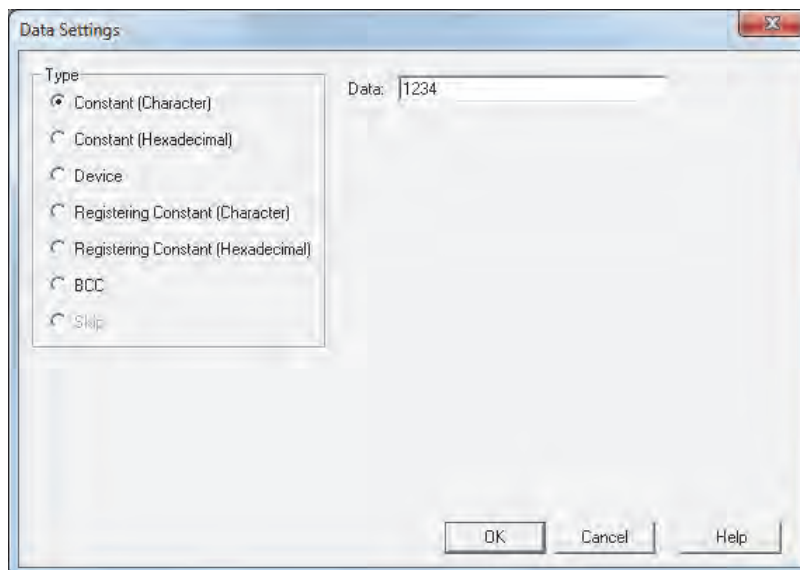 Data Settings
Type
Constant (Character)
Constant (Hexadecimal)
Device
Registering Constant (Character)
Registering Constant (Hexadecimal)
BCC
Skip
Data: 1234
OK Cancel Help